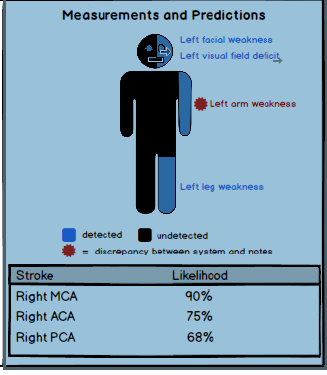 Measurements and Predictions
Left facial weakness
Left visual field deficit
Left arm weakness
Left leg weakness
detected undetected
= discrepancy between system and notes
Stroke Likelihood
Right MCA 90%
Right ACA 75%
Right PCA 68%